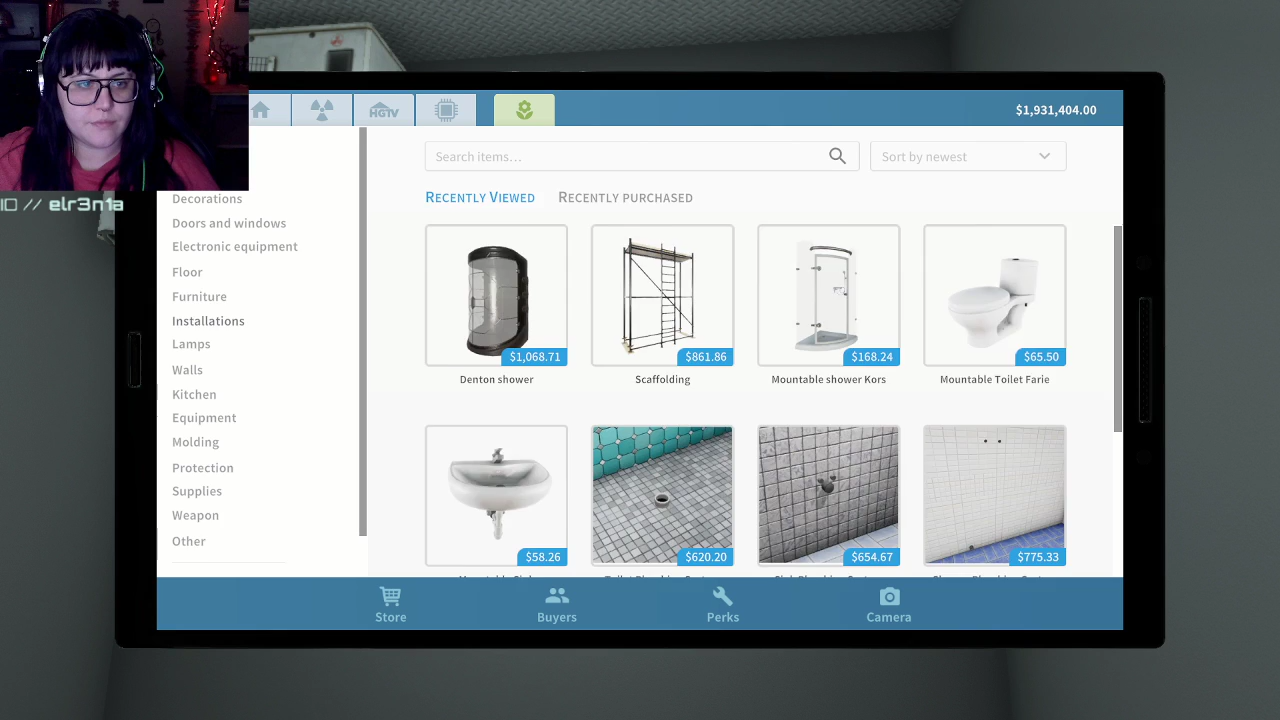 HGTV
$1,931,404.00
Search items...
Sort by newest
RECENTLY VIEWED
RECENTLY PURCHASED
ID // elr3n1a
Decorations
Doors and windows
Electronic equipment
Floor
Furniture
Installations
Lamps
Walls
Kitchen
Equipment
Molding
Protection
Supplies
Weapon
Other
$1,068.71
$861.86
$168.24
$65.50
Denton shower
Scaffolding
Mountable shower Kors
Mountable Toilet Farie
$58.26
$620.20
$654.67
$775.33
Store
Buyers
Perks
Camera